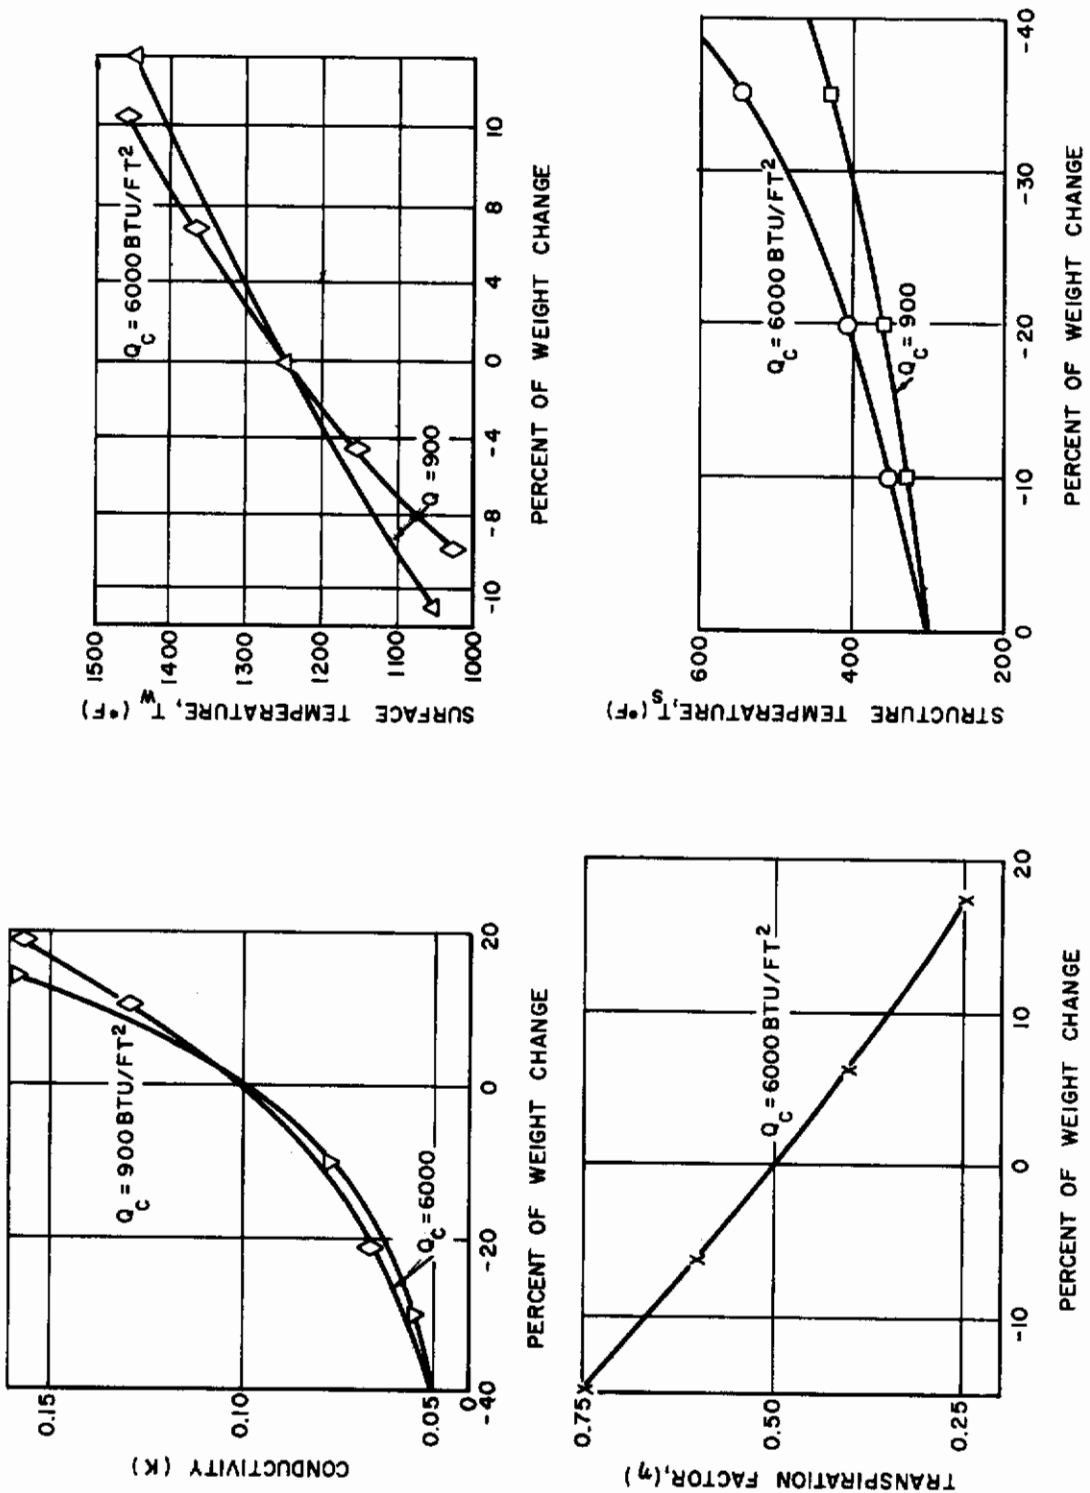 CONDUCTIVITY (K)
0.15
0.10
0.05
0
Q_C = 900 BTU/FT²
Q_C = 6000
-40 -20 0 20
PERCENT OF WEIGHT CHANGE
SURFACE TEMPERATURE, T_W (°F)
1500
1400
1300
1200
1100
1000
Q_C = 6000 BTU/FT²
Q = 900
-10 -8 -4 0 4 8 10
PERCENT OF WEIGHT CHANGE
TRANSPIRATION FACTOR, (η)
0.75
0.50
0.25
Q_C = 6000 BTU/FT²
-10 0 10 20
PERCENT OF WEIGHT CHANGE
STRUCTURE TEMPERATURE, T_S (°F)
600
400
200
Q_C = 6000 BTU/FT²
Q_C = 900
0 -10 -20 -30 -40
PERCENT OF WEIGHT CHANGE